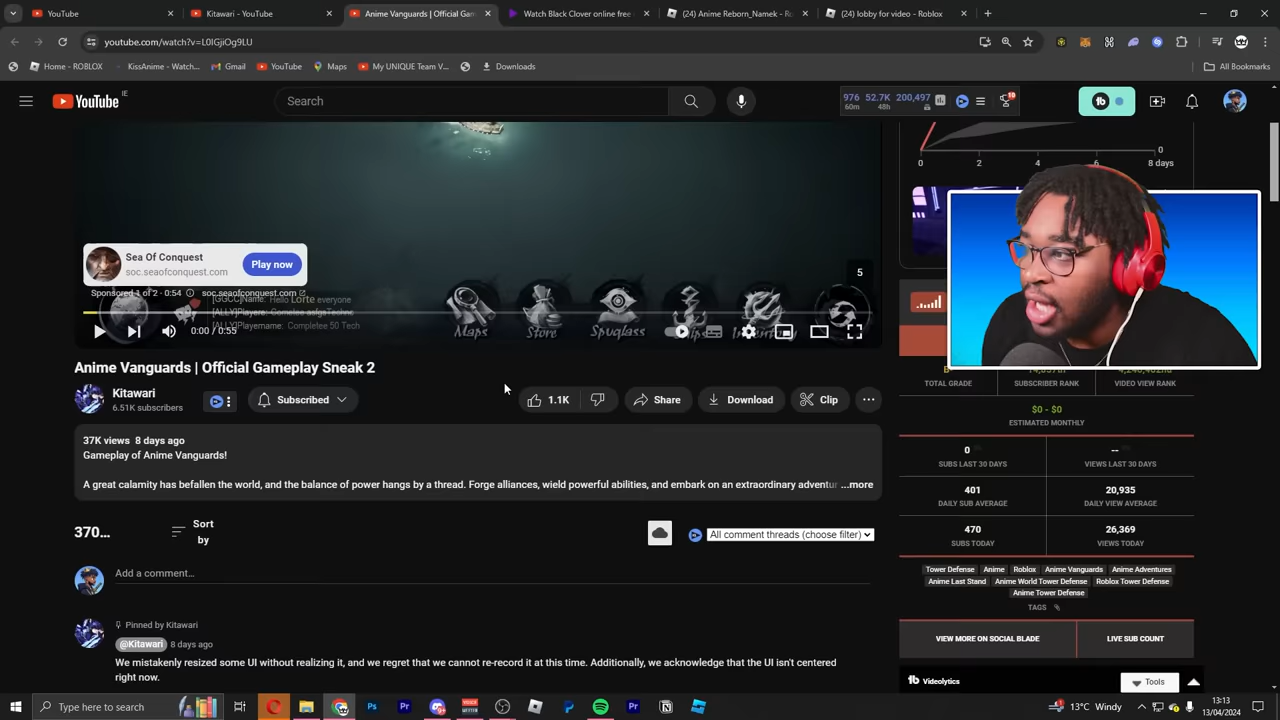 YouTube
Kitawari - YouTube
Anime Vanguards | Official Gam
Watch Black Clover online free
(24) Anime Reborn_Namek - Ro
(24) lobby for video - Roblox
youtube.com/watch?v=L0IGjiOg9LU
Home - ROBLOX
KissAnime - Watch...
Gmail
YouTube
Maps
My UNIQUE Team V...
Downloads
All Bookmarks
YouTube IE
Search
976 52.7K 200,497
60m 48h
10
0
0 2 4 6 8 days
Sea Of Conquest
soc.seaofconquest.com
Play now
5
Sponsored 1 of 2 · 0:54
soc.seaofconquest.com
Hello Lorte everyone
Maps
Store
Spyglass
0:00 / 0:55
Anime Vanguards | Official Gameplay Sneak 2
Kitawari
6.51K subscribers
Subscribed
1.1K
Share
Download
Clip
TOTAL GRADE
SUBSCRIBER RANK
VIDEO VIEW RANK
$0 - $0
ESTIMATED MONTHLY
37K views 8 days ago
Gameplay of Anime Vanguards!
A great calamity has befallen the world, and the balance of power hangs by a thread. Forge alliances, wield powerful abilities, and embark on an extraordinary adventur ...more
0
SUBS LAST 30 DAYS
--
VIEWS LAST 30 DAYS
401
DAILY SUB AVERAGE
20,935
DAILY VIEW AVERAGE
470
SUBS TODAY
26,369
VIEWS TODAY
370...
Sort
by
All comment threads (choose filter)
Add a comment...
Tower Defense Anime Roblox Anime Vanguards Anime Adventures
Anime Last Stand Anime World Tower Defense Roblox Tower Defense
Anime Tower Defense
TAGS
VIEW MORE ON SOCIAL BLADE
LIVE SUB COUNT
Pinned by Kitawari
@Kitawari 8 days ago
We mistakenly resized some UI without realizing it, and we regret that we cannot re-record it at this time. Additionally, we acknowledge that the UI isn't centered
right now.
Videolytics
Tools
Type here to search
13°C Windy
13:13
13/04/2024